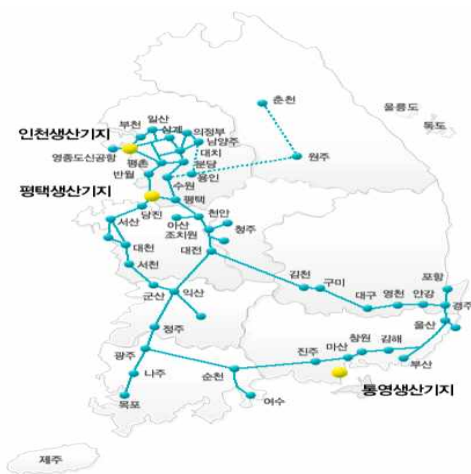 춘천
울릉도
독도
일산
부천
삼계
의정부
인천생산기지
남양주
대치
영종도신공항
평촌
분당
원주
반월
용인
수원
평택생산기지
당진
평택
서산
천안
아산
청주
조치원
대천
대전
서천
김천
구미
포항
군산
익산
대구
영천
안강
경주
정주
울산
창원
김해
마산
광주
진주
부산
나주
순천
통영생산기지
목포
여수
제주